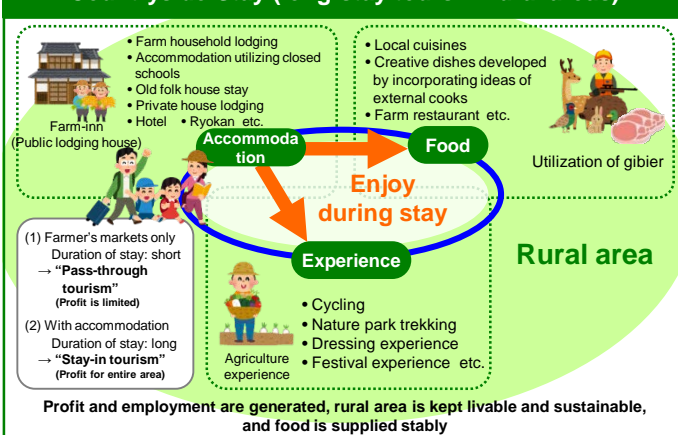 • Farm household lodging
• Accommodation utilizing closed
schools
• Old folk house stay
• Private house lodging
• Hotel • Ryokan etc.
Farm-inn
(Public lodging house)
• Local cuisines
• Creative dishes developed
by incorporating ideas of
external cooks
• Farm restaurant etc.
Utilization of gibier
Accommoda
tion
Food
Enjoy
during stay
Experience
Rural area
(1) Farmer's markets only
Duration of stay: short
→ “Pass-through
tourism”
(Profit is limited)
(2) With accommodation
Duration of stay: long
→ “Stay-in tourism”
(Profit for entire area)
Agriculture
experience
• Cycling
• Nature park trekking
• Dressing experience
• Festival experience etc.
Profit and employment are generated, rural area is kept livable and sustainable,
and food is supplied stably